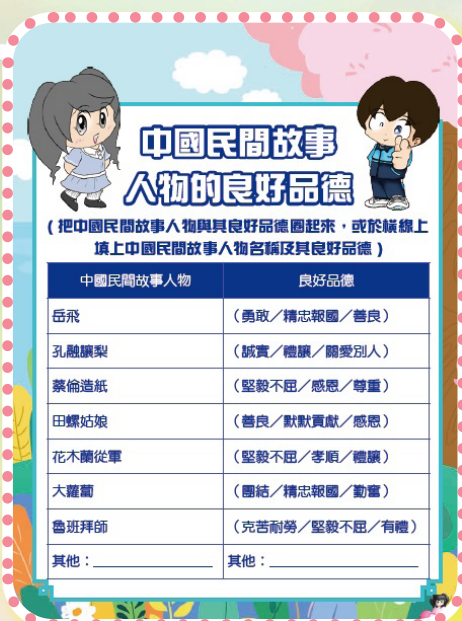 中國民間故事
人物的良好品德
(把中國民間故事人物與其良好品德圈起來，或於橫線上
填上中國民間故事人物名稱及其良好品德)
中國民間故事人物 良好品德
岳飛 (勇敢／精忠報國／善良)
孔融讓梨 (誠實／禮讓／關愛別人)
蔡倫造紙 (堅毅不屈／感恩／尊重)
田螺姑娘 (善良／默默貢獻／感恩)
花木蘭從軍 (堅毅不屈／孝順／禮讓)
大蘿蔔 (團結／精忠報國／勤奮)
魯班拜師 (克苦耐勞／堅毅不屈／有禮)
其他：＿＿＿＿＿＿ 其他：＿＿＿＿＿＿